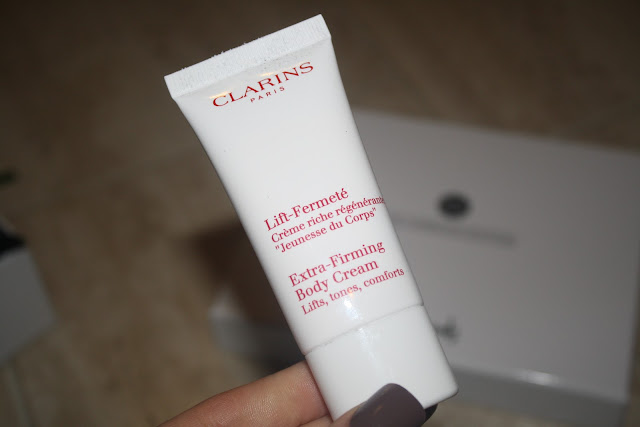 CLARINS
PARIS
Lift-Fermeté
Crème riche régénérante
"Jeunesse du Corps"
Extra-Firming
Body Cream
Lifts, tones, comforts